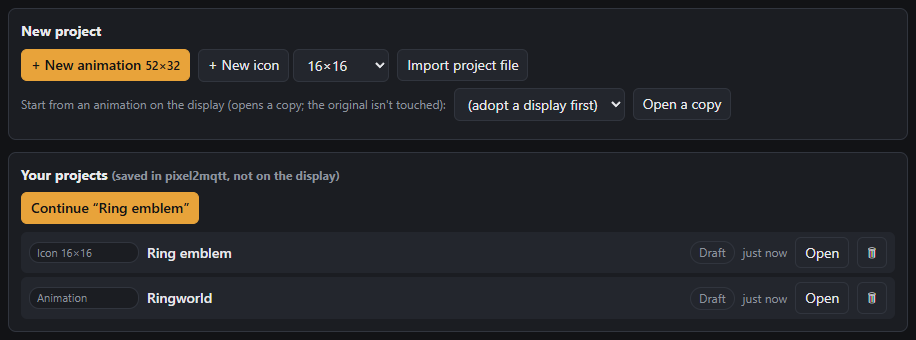 New project
+ New animation 52×32 + New icon 16×16 Import project file
Start from an animation on the display (opens a copy; the original isn't touched): (adopt a display first) Open a copy
Your projects (saved in pixel2mqtt, not on the display)
Continue “Ring emblem”
Icon 16×16 Ring emblem Draft just now Open
Animation Ringworld Draft just now Open